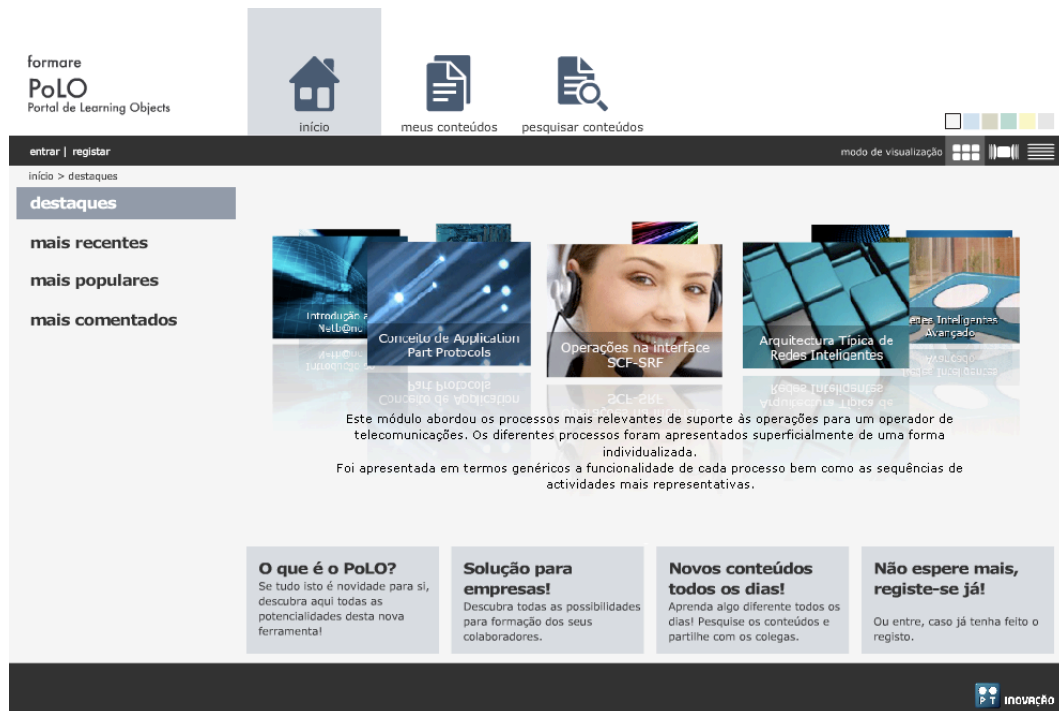 formare
PoLO
Portal de Learning Objects
início
meus conteúdos
pesquisar conteúdos
entrar | registar
modo de visualização
início > destaques
destaques
mais recentes
mais populares
mais comentados
Introdução a
Netb@nd
Conceito de Application
Part Protocols
Operações na interface
SCF-SRF
Arquitectura Típica de
Redes Inteligentes
Redes Inteligentes
Avançado
Este módulo abordou os processos mais relevantes de suporte às operações para um operador de
telecomunicações. Os diferentes processos foram apresentados superficialmente de uma forma
individualizada.
Foi apresentada em termos genéricos a funcionalidade de cada processo bem como as sequências de
actividades mais representativas.
O que é o PoLO?
Se tudo isto é novidade para si,
descubra aqui todas as
potencialidades desta nova
ferramenta!
Solução para
empresas!
Descubra todas as possibilidades
para formação dos seus
colaboradores.
Novos conteúdos
todos os dias!
Aprenda algo diferente todos os
dias! Pesquise os conteúdos e
partilhe com os colegas.
Não espere mais,
registe-se já!
Ou entre, caso já tenha feito o
registo.
PT inovação